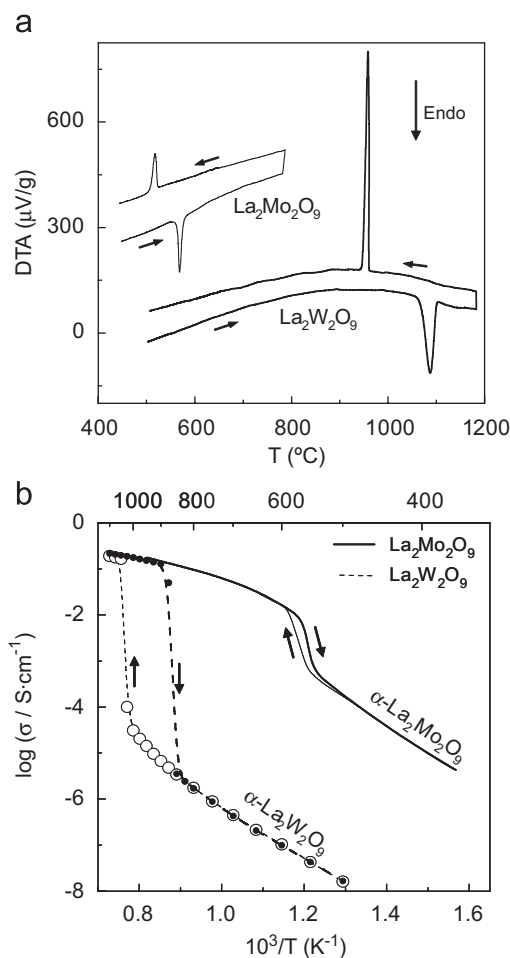 a
600
300
0
DTA (µV/g)
Endo
La₂Mo₂O₉
La₂W₂O₉
400 600 800 1000 1200
T (ºC)
b
1000 800 600 400
0
-2
-4
-6
-8
log (σ / S·cm⁻¹)
La₂Mo₂O₉
La₂W₂O₉
α-La₂Mo₂O₉
α-La₂W₂O₉
0.8 1.0 1.2 1.4 1.6
10³/T (K⁻¹)